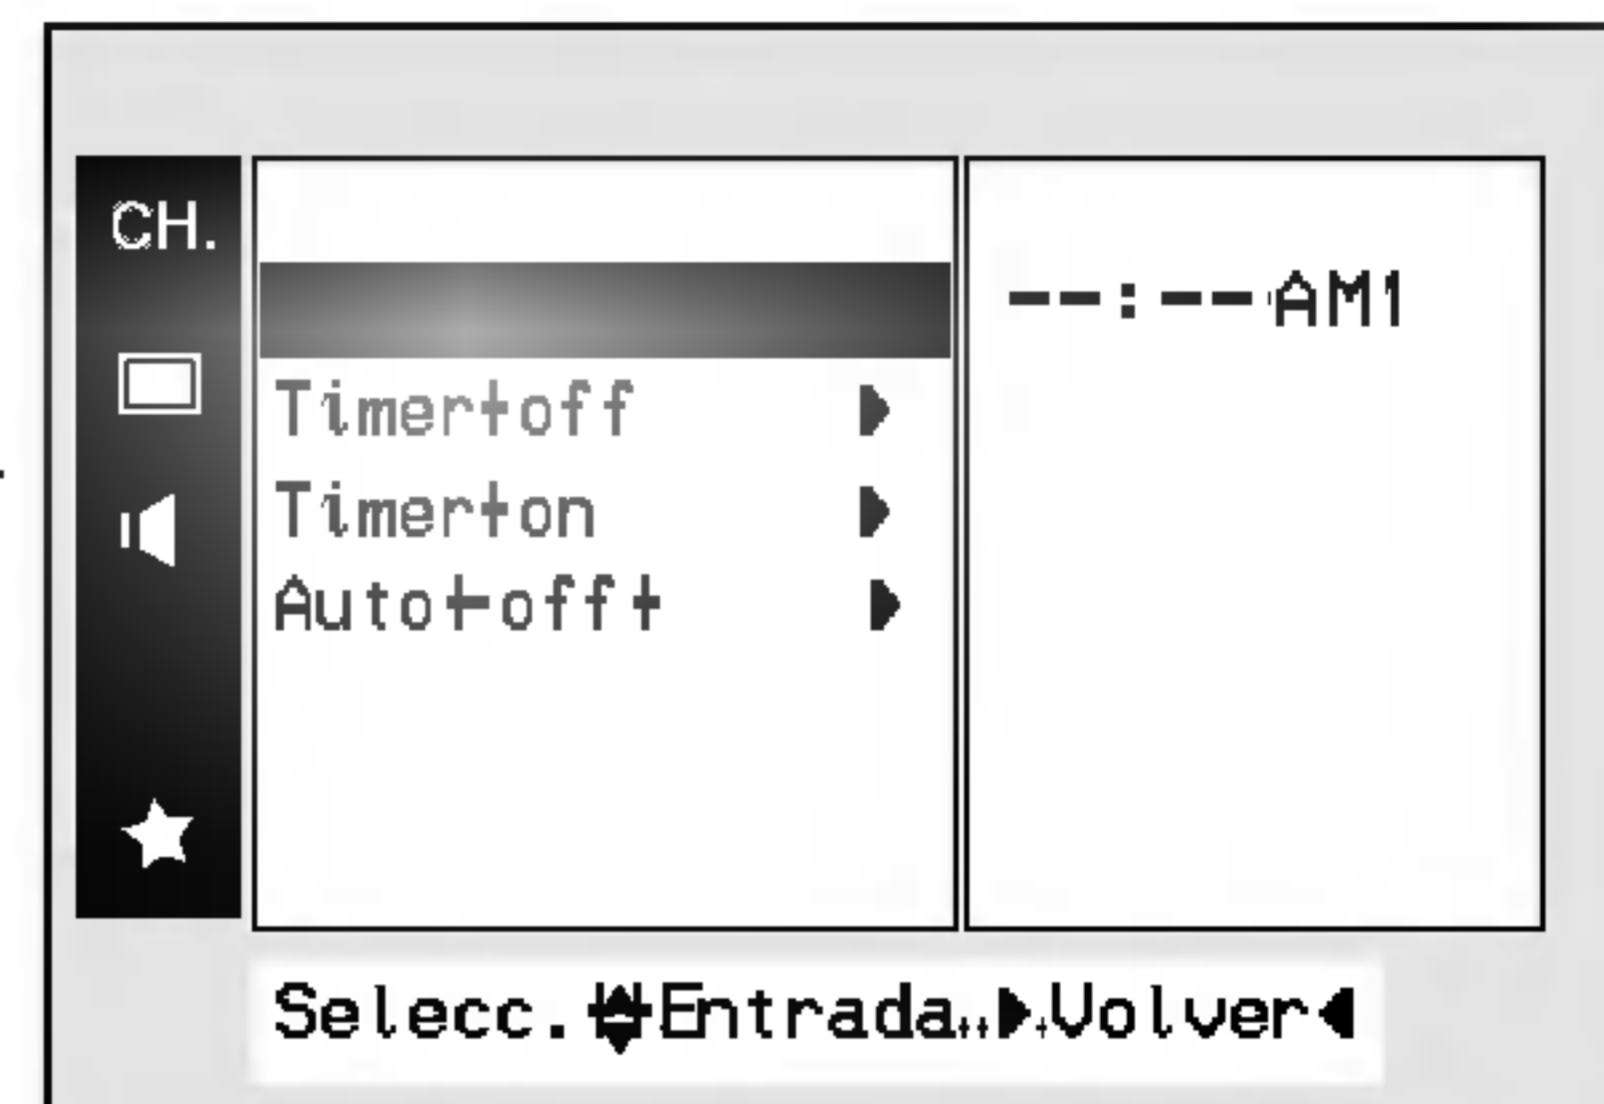 CH.
--:-- AM1
Timer off
Timer on
Auto off
Selecc. Entrada Volver